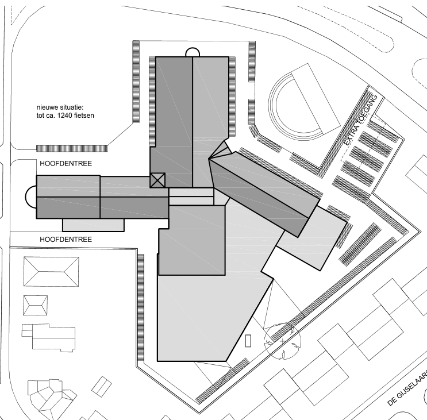 nieuwe situatie:
tot ca. 1240 fietsen
EXTRA TOEGANG
HOOFDENTREE
HOOFDENTREE
DE GIJSELAAR